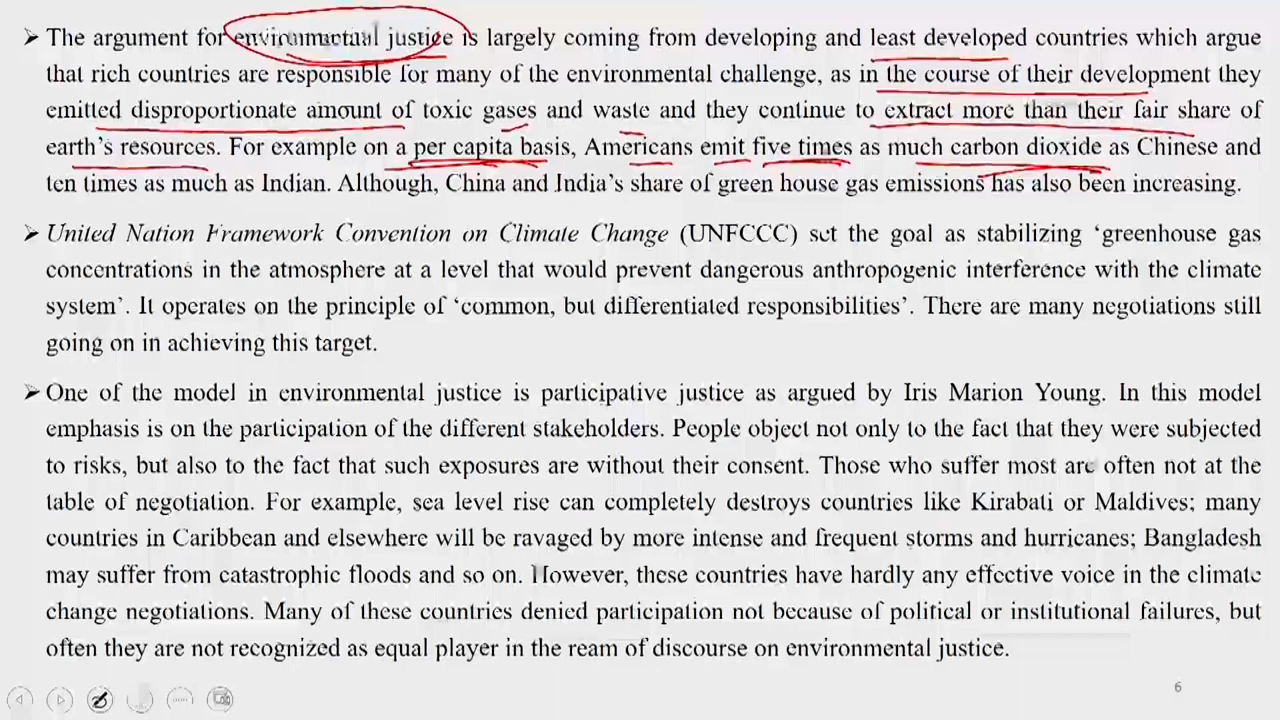 ➢ The argument for environmental justice is largely coming from developing and least developed countries which argue
that rich countries are responsible for many of the environmental challenge, as in the course of their development they
emitted disproportionate amount of toxic gases and waste and they continue to extract more than their fair share of
earth's resources. For example on a per capita basis, Americans emit five times as much carbon dioxide as Chinese and
ten times as much as Indian. Although, China and India's share of green house gas emissions has also been increasing.
➢ United Nation Framework Convention on Climate Change (UNFCCC) set the goal as stabilizing 'greenhouse gas
concentrations in the atmosphere at a level that would prevent dangerous anthropogenic interference with the climate
system'. It operates on the principle of 'common, but differentiated responsibilities'. There are many negotiations still
going on in achieving this target.
➢ One of the model in environmental justice is participative justice as argued by Iris Marion Young. In this model
emphasis is on the participation of the different stakeholders. People object not only to the fact that they were subjected
to risks, but also to the fact that such exposures are without their consent. Those who suffer most are often not at the
table of negotiation. For example, sea level rise can completely destroys countries like Kirabati or Maldives; many
countries in Caribbean and elsewhere will be ravaged by more intense and frequent storms and hurricanes; Bangladesh
may suffer from catastrophic floods and so on. However, these countries have hardly any effective voice in the climate
change negotiations. Many of these countries denied participation not because of political or institutional failures, but
often they are not recognized as equal player in the ream of discourse on environmental justice.
6